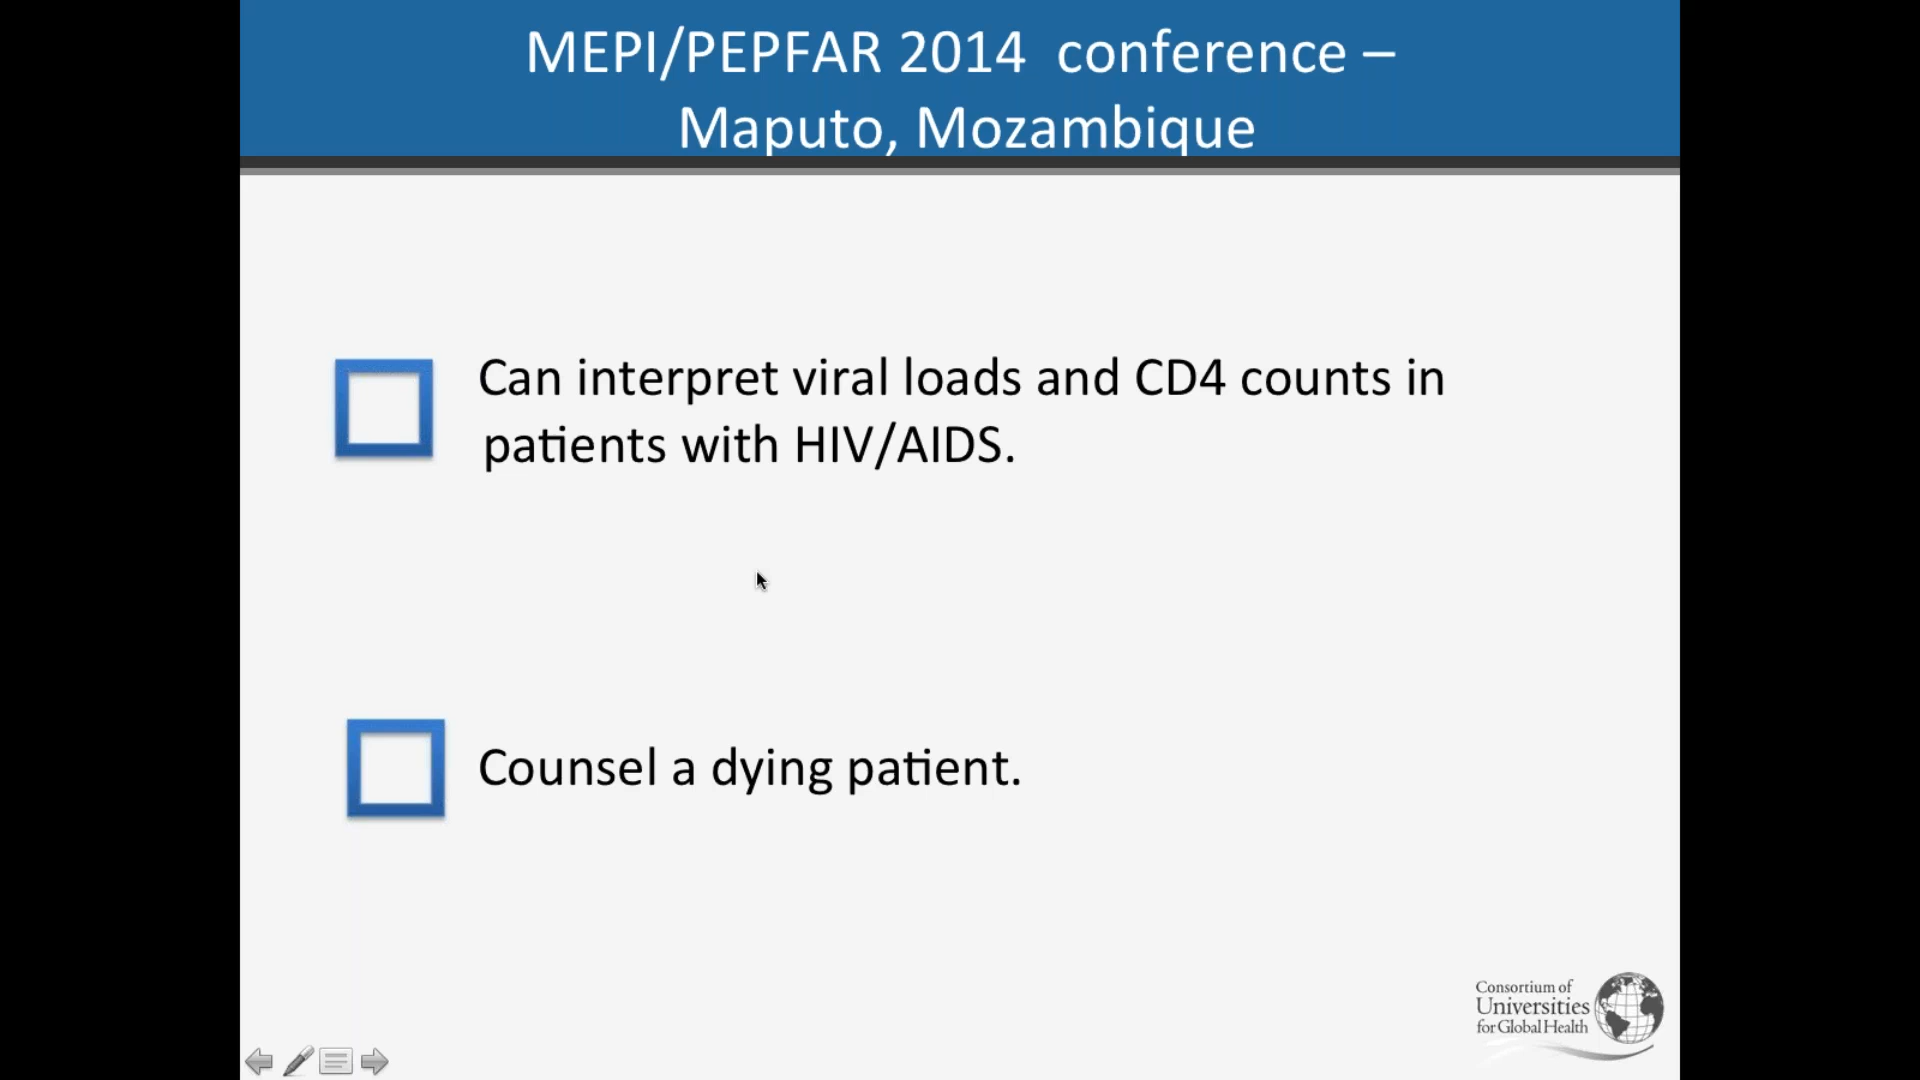 MEPI/PEPFAR 2014  conference –
Maputo, Mozambique
Can interpret viral loads and CD4 counts in
patients with HIV/AIDS.
Counsel a dying patient.
Consortium of
Universities
for Global Health